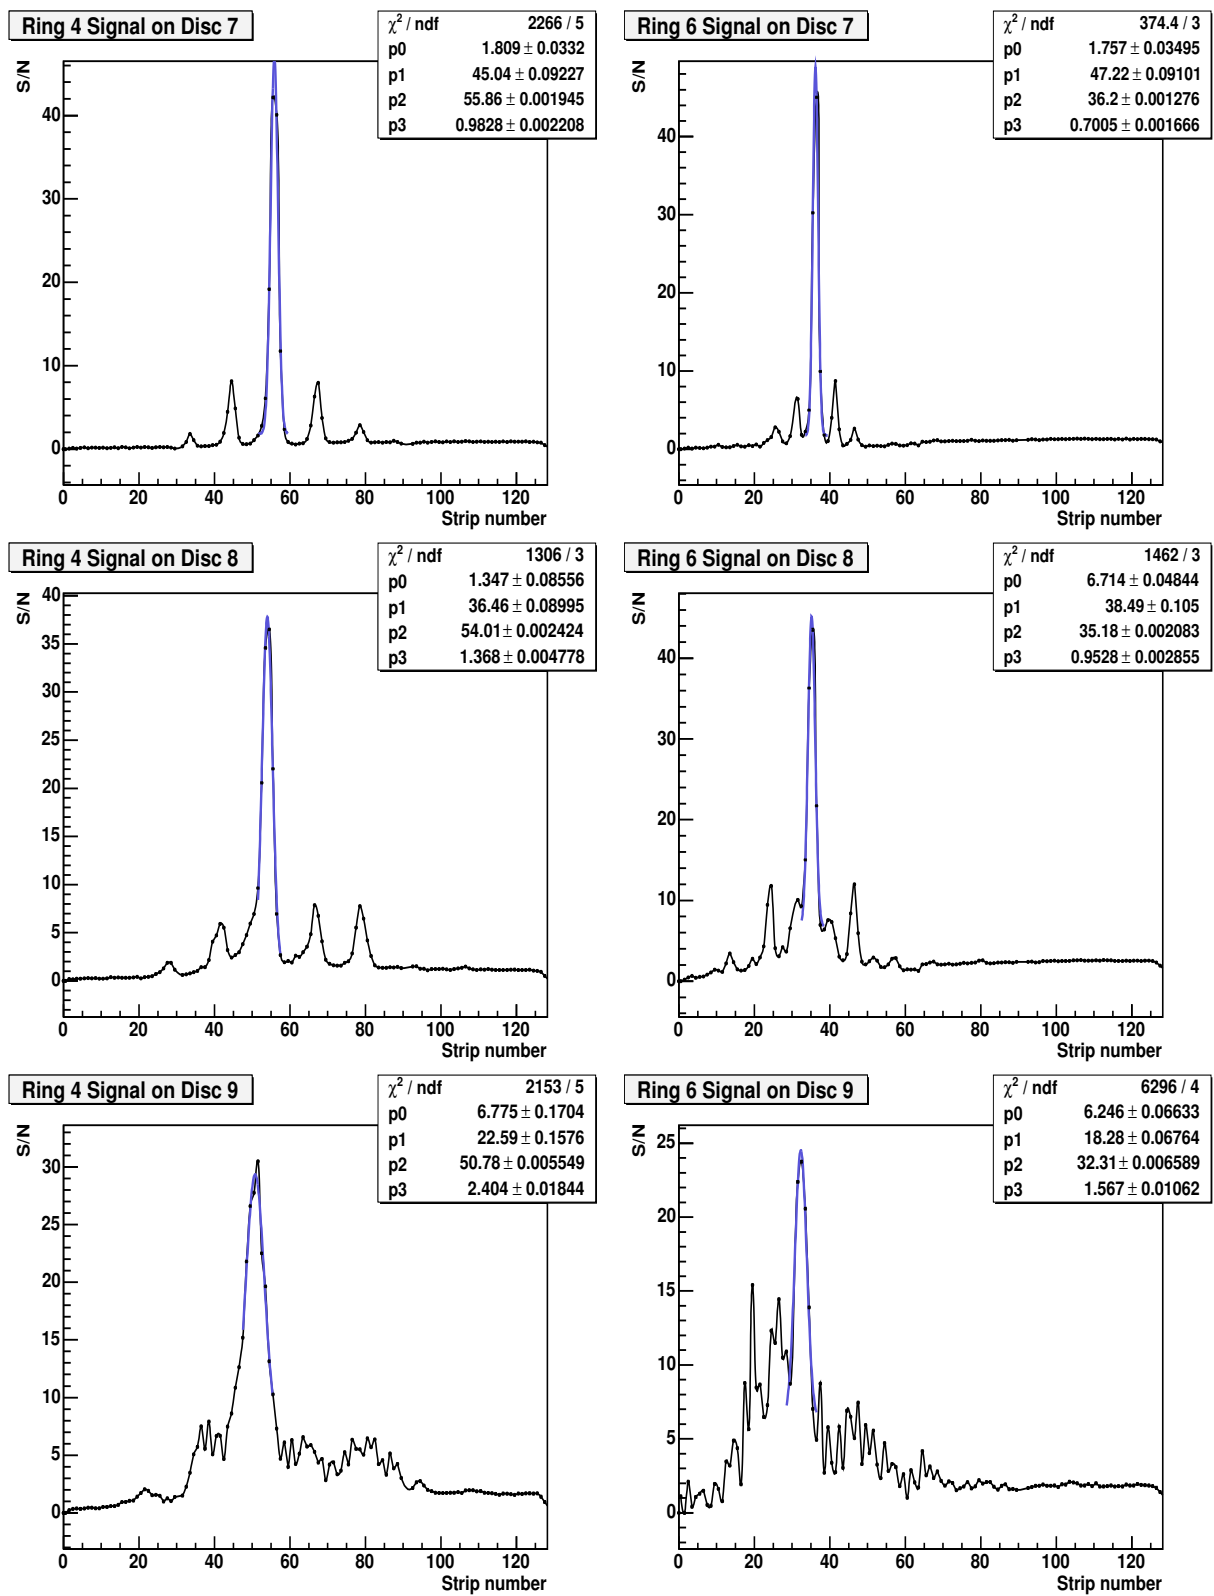 Ring 4 Signal on Disc 7
χ² / ndf 2266 / 5
p0 1.809 ± 0.0332
p1 45.04 ± 0.09227
p2 55.86 ± 0.001945
p3 0.9828 ± 0.002208
S/N
40
30
20
10
0
0 20 40 60 80 100 120
Strip number
Ring 6 Signal on Disc 7
χ² / ndf 374.4 / 3
p0 1.757 ± 0.03495
p1 47.22 ± 0.09101
p2 36.2 ± 0.001276
p3 0.7005 ± 0.001666
S/N
40
30
20
10
0
0 20 40 60 80 100 120
Strip number
Ring 4 Signal on Disc 8
χ² / ndf 1306 / 3
p0 1.347 ± 0.08556
p1 36.46 ± 0.08995
p2 54.01 ± 0.002424
p3 1.368 ± 0.004778
S/N
40
35
30
25
20
15
10
5
0
0 20 40 60 80 100 120
Strip number
Ring 6 Signal on Disc 8
χ² / ndf 1462 / 3
p0 6.714 ± 0.04844
p1 38.49 ± 0.105
p2 35.18 ± 0.002083
p3 0.9528 ± 0.002855
S/N
40
30
20
10
0
0 20 40 60 80 100 120
Strip number
Ring 4 Signal on Disc 9
χ² / ndf 2153 / 5
p0 6.775 ± 0.1704
p1 22.59 ± 0.1576
p2 50.78 ± 0.005549
p3 2.404 ± 0.01844
S/N
30
25
20
15
10
5
0
0 20 40 60 80 100 120
Strip number
Ring 6 Signal on Disc 9
χ² / ndf 6296 / 4
p0 6.246 ± 0.06633
p1 18.28 ± 0.06764
p2 32.31 ± 0.006589
p3 1.567 ± 0.01062
S/N
25
20
15
10
5
0
0 20 40 60 80 100 120
Strip number